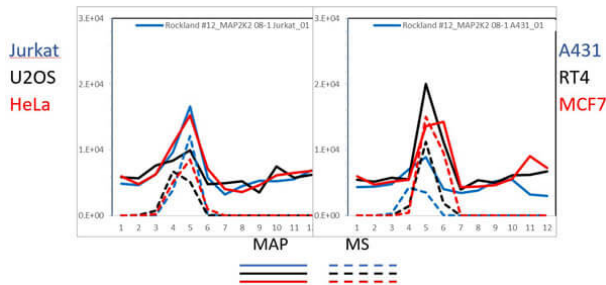 Jurkat
U2OS
HeLa
3.E+04
2.E+04
1.E+04
0.E+00
Rockland #12_MAP2K2 08-1 Jurkat_01
1 2 3 4 5 6 7 8 9 10 11 12
3.E+04
2.E+04
1.E+04
0.E+00
Rockland #12_MAP2K2 08-1 A431_01
1 2 3 4 5 6 7 8 9 10 11 12
A431
RT4
MCF7
MAP MS